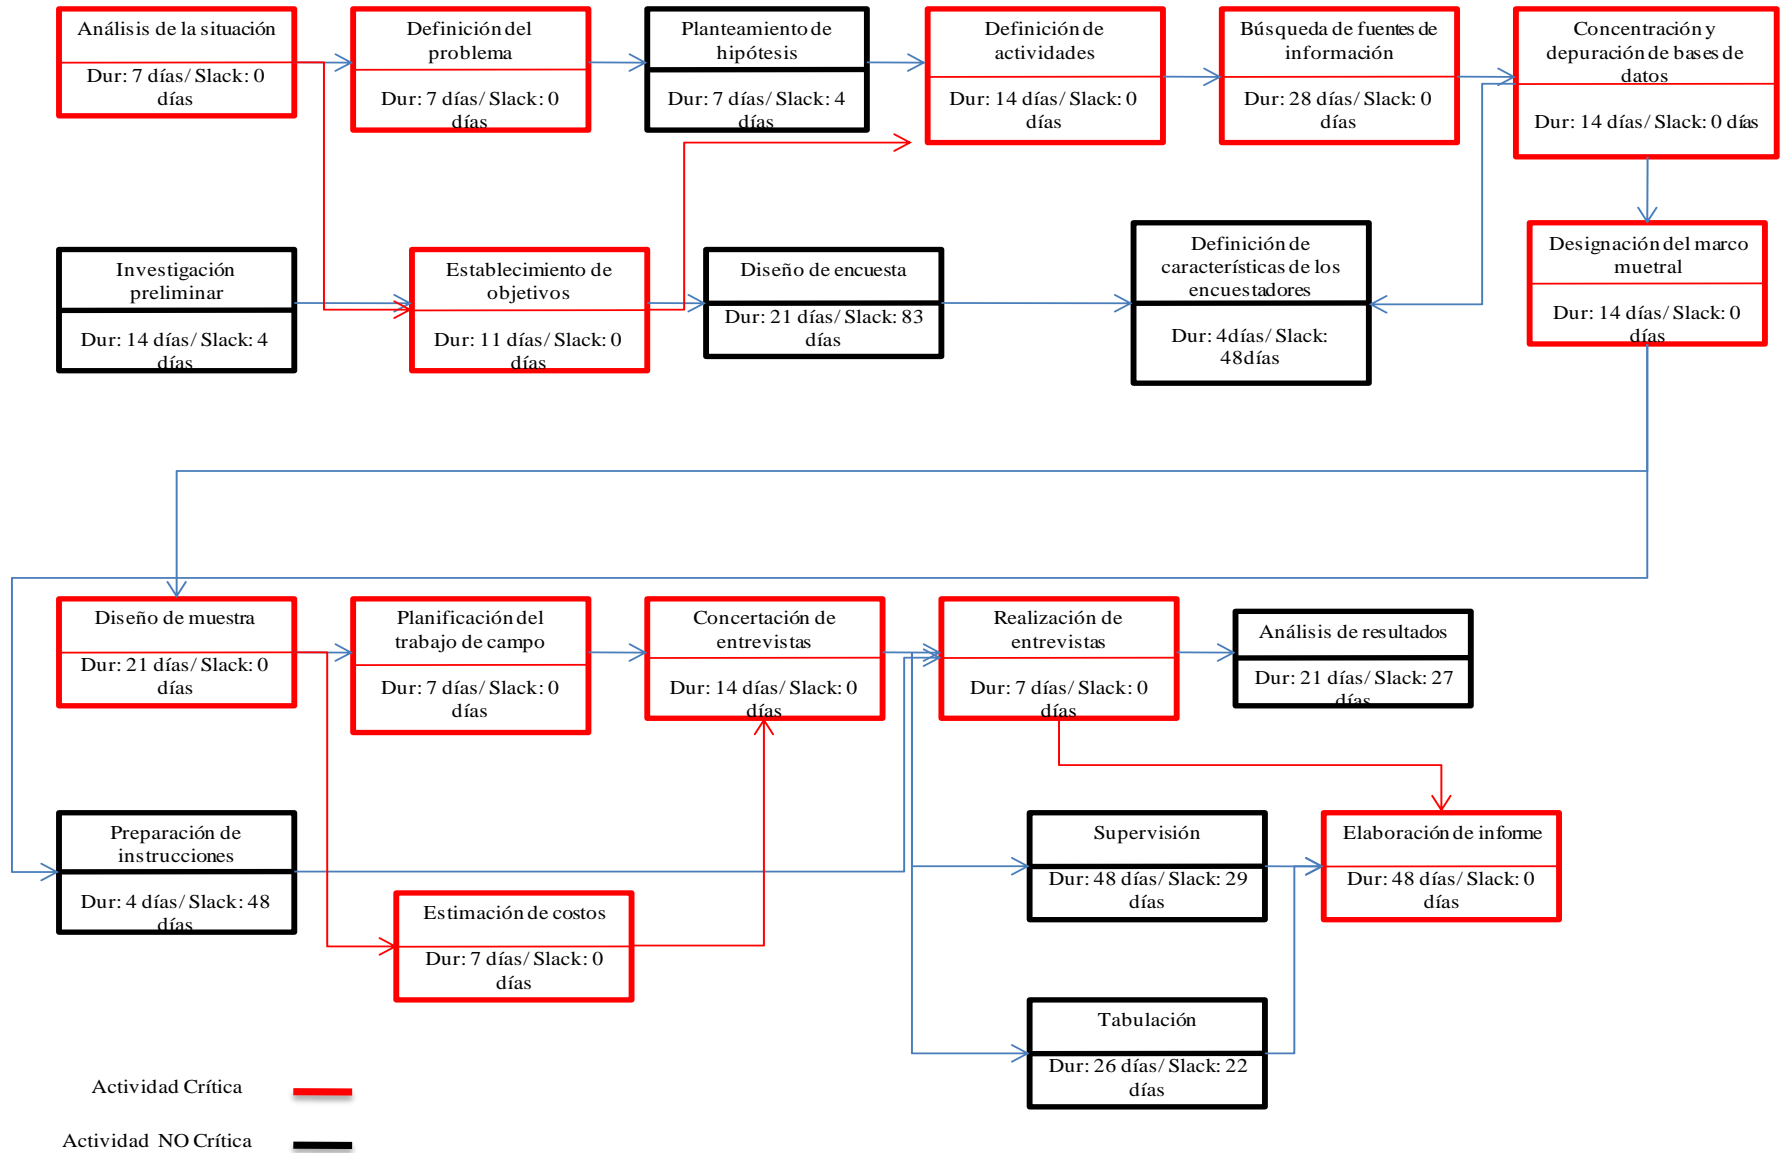 Análisis de la situación
Dur: 7 días/ Slack: 0
días
Definición del
problema
Dur: 7 días/ Slack: 0
días
Planteamiento de
hipótesis
Dur: 7 días/ Slack: 4
días
Definición de
actividades
Dur: 14 días/ Slack: 0
días
Búsqueda de fuentes de
información
Dur: 28 días/ Slack: 0
días
Concentración y
depuración de bases de
datos
Dur: 14 días/ Slack: 0 días
Investigación
preliminar
Dur: 14 días/ Slack: 4
días
Establecimiento de
objetivos
Dur: 11 días/ Slack: 0
días
Diseño de encuesta
Dur: 21 días/ Slack: 83
días
Definición de
características de los
encuestadores
Dur: 4días/ Slack:
48días
Designación del marco
muetral
Dur: 14 días/ Slack: 0
días
Diseño de muestra
Dur: 21 días/ Slack: 0
días
Planificación del
trabajo de campo
Dur: 7 días/ Slack: 0
días
Concertación de
entrevistas
Dur: 14 días/ Slack: 0
días
Realización de
entrevistas
Dur: 7 días/ Slack: 0
días
Análisis de resultados
Dur: 21 días/ Slack: 27
días
Preparación de
instrucciones
Dur: 4 días/ Slack: 48
días
Estimación de costos
Dur: 7 días/ Slack: 0
días
Supervisión
Dur: 48 días/ Slack: 29
días
Elaboración de informe
Dur: 48 días/ Slack: 0
días
Tabulación
Dur: 26 días/ Slack: 22
días
Actividad Crítica
Actividad NO Crítica